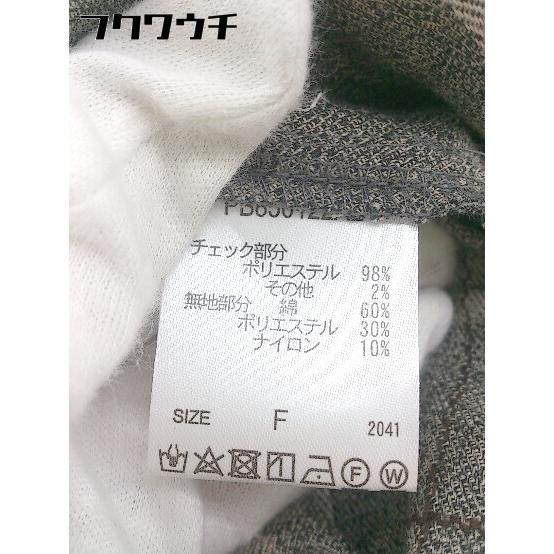 フクワウチ
チェック部分
ポリエステル 98%
その他 2%
無地部分 綿 60%
ポリエステル 30%
ナイロン 10%
SIZE F 2041
F W